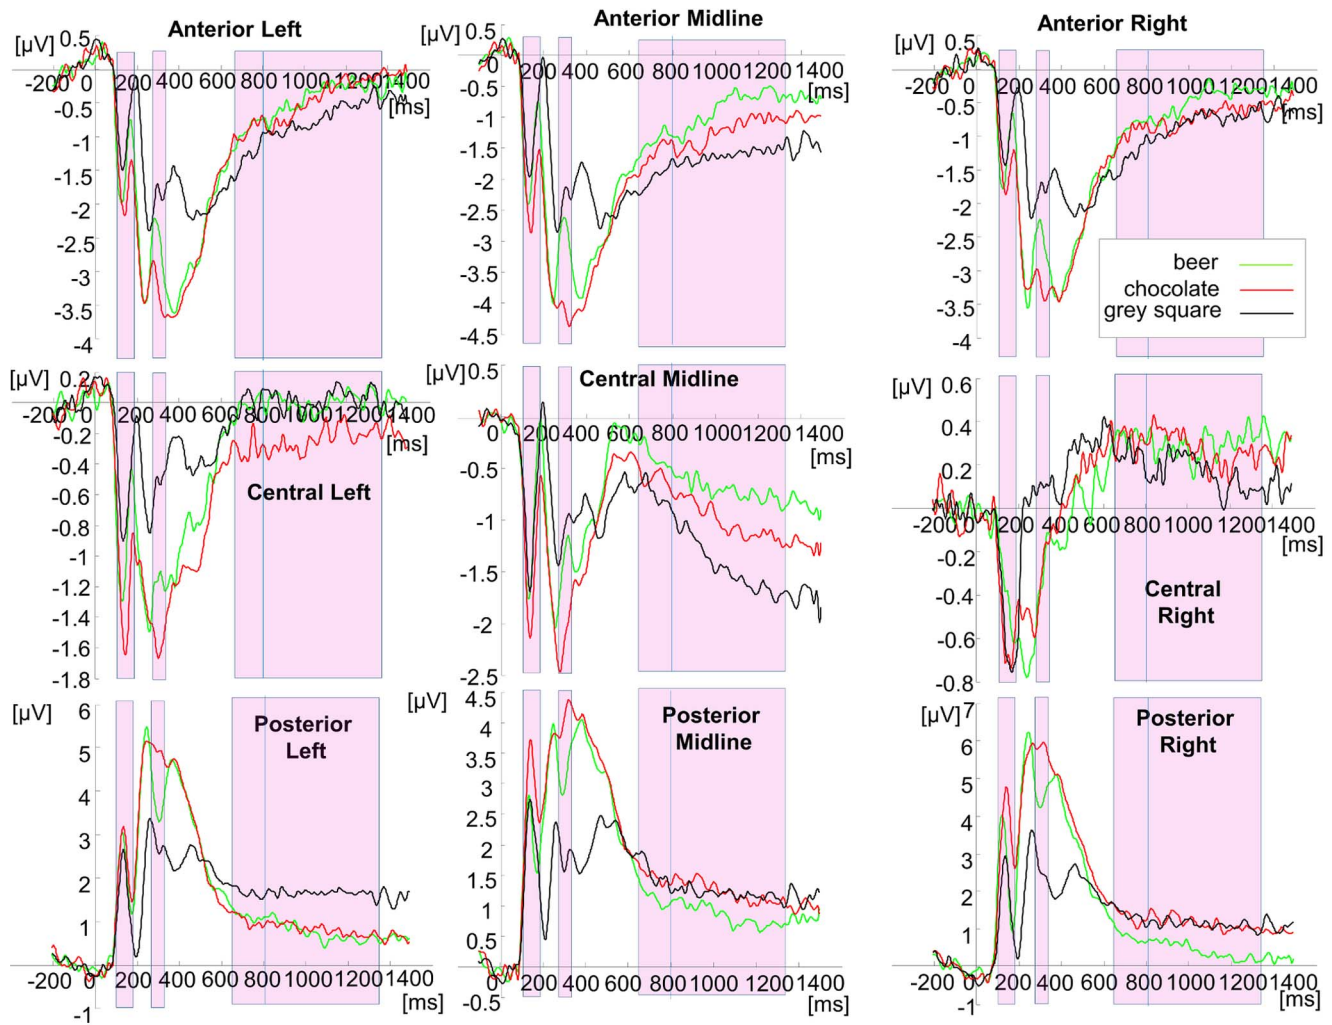 Anterior Left
[µV] 0.5
-200 0 200 400 600 800 1000 1200 1400
[ms]
-0.5
-1
-1.5
-2
-2.5
-3
-3.5
-4
Anterior Midline
[µV] 0.5
0 200 400 600 800 1000 1200 1400
[ms]
-0.5
-1
-1.5
-2
-2.5
-3
-3.5
-4
-4.5
Anterior Right
[µV] 0.5
-200 0 200 400 600 800 1000 1200 1400
[ms]
-0.5
-1
-1.5
-2
-2.5
-3
-3.5
-4
beer
chocolate
grey square
[µV] 0.2
-200 0 200 400 600 800 1000 1200 1400
[ms]
-0.2
-0.4
-0.6
-0.8
-1
-1.2
-1.4
-1.6
-1.8
Central Left
[µV] 0.5
Central Midline
0 200 400 600 800 1000 1200 1400
[ms]
-0.5
-1
-1.5
-2
-2.5
[µV]
0.6
0.4
0.2
-200 0 200 400 600 800 1000 1200 1400
[ms]
-0.2
-0.4
-0.6
-0.8
Central
Right
[µV]
6
5
4
3
2
1
-200 0 200 400 600 800 1000 1200 1400
[ms]
-1
Posterior
Left
[µV]
4.5
4
3.5
3
2.5
2
1.5
1
0.5
0 200 400 600 800 1000 1200 1400
[ms]
-0.5
Posterior
Midline
[µV] 7
6
5
4
3
2
1
-200 0 200 400 600 800 1000 1200 1400
[ms]
-1
Posterior
Right